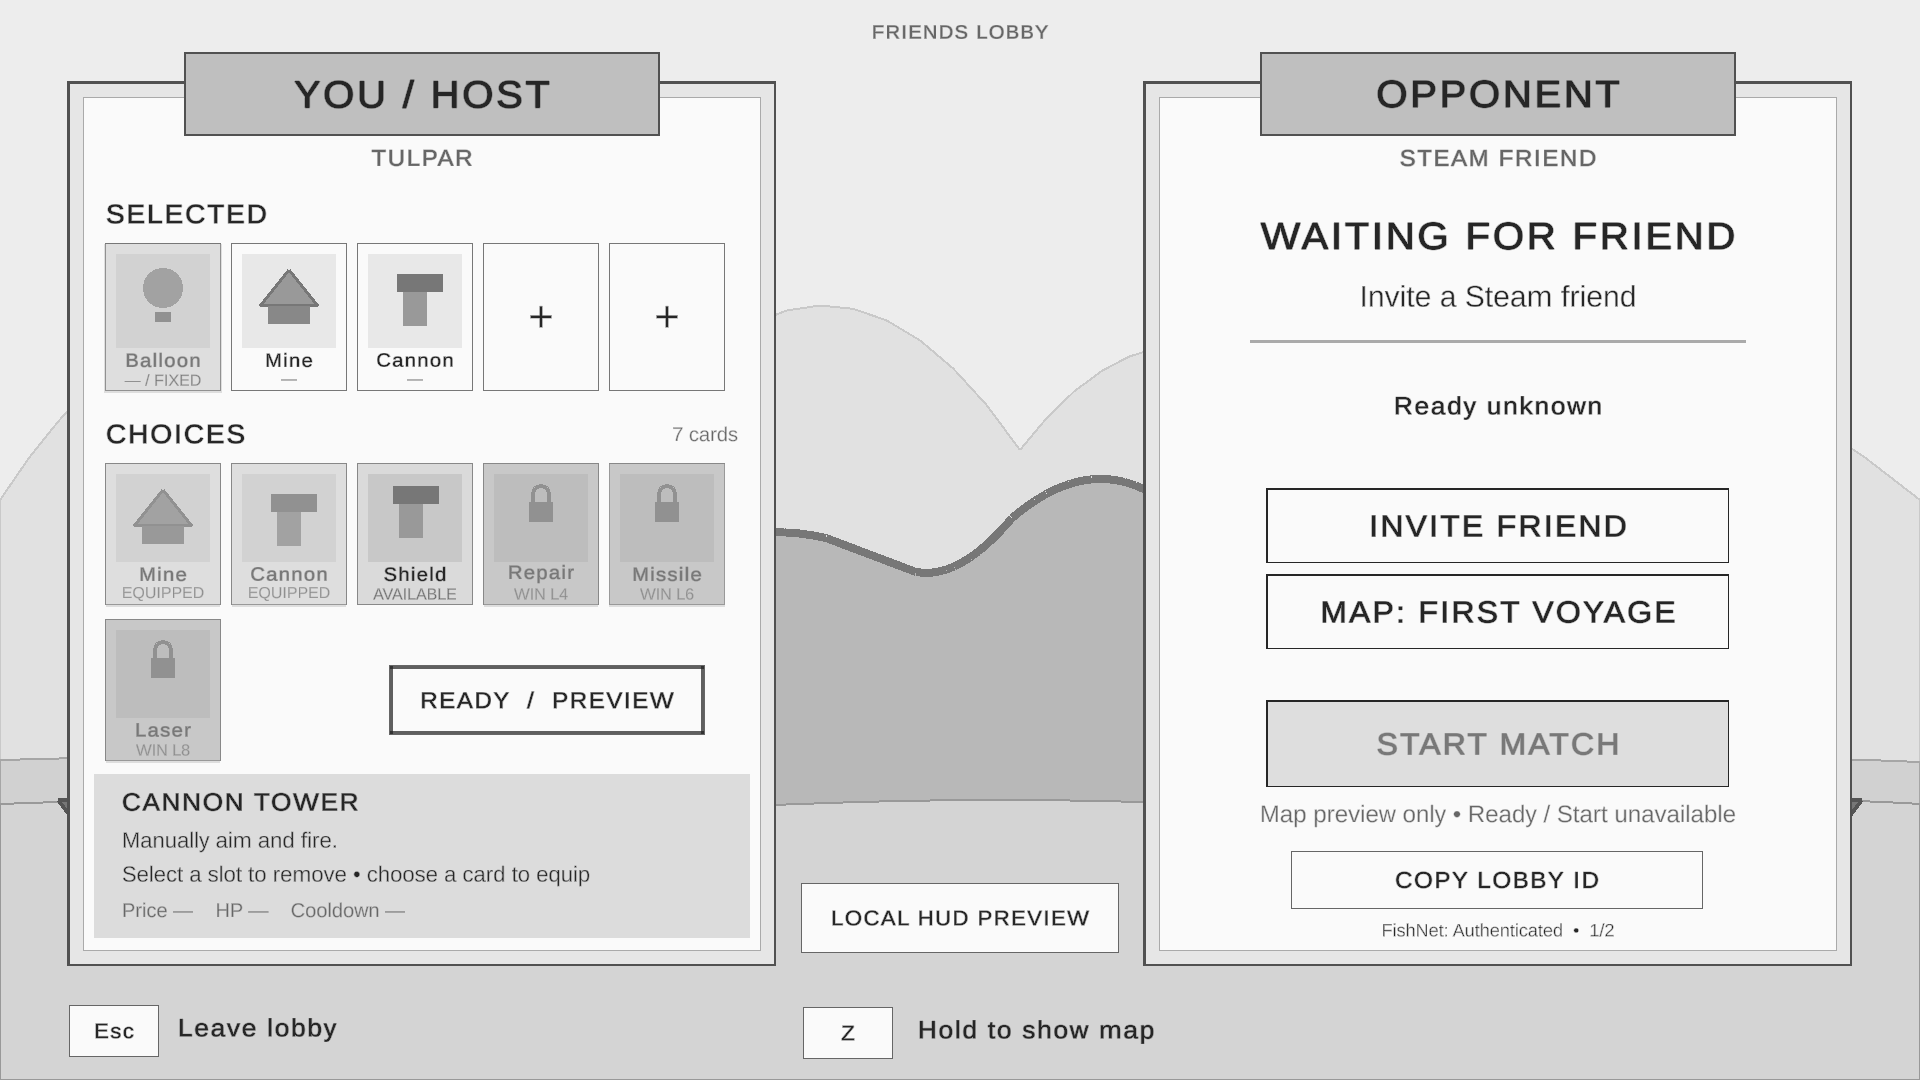 FRIENDS LOBBY
YOU / HOST
TULPAR
SELECTED
Balloon
— / FIXED
Mine
—
Cannon
—
+
+
CHOICES
7 cards
Mine
EQUIPPED
Cannon
EQUIPPED
Shield
AVAILABLE
Repair
WIN L4
Missile
WIN L6
Laser
WIN L8
READY / PREVIEW
CANNON TOWER
Manually aim and fire.
Select a slot to remove • choose a card to equip
Price — HP — Cooldown —
OPPONENT
STEAM FRIEND
WAITING FOR FRIEND
Invite a Steam friend
Ready unknown
INVITE FRIEND
MAP: FIRST VOYAGE
START MATCH
Map preview only • Ready / Start unavailable
COPY LOBBY ID
FishNet: Authenticated • 1/2
LOCAL HUD PREVIEW
Esc Leave lobby
Z Hold to show map